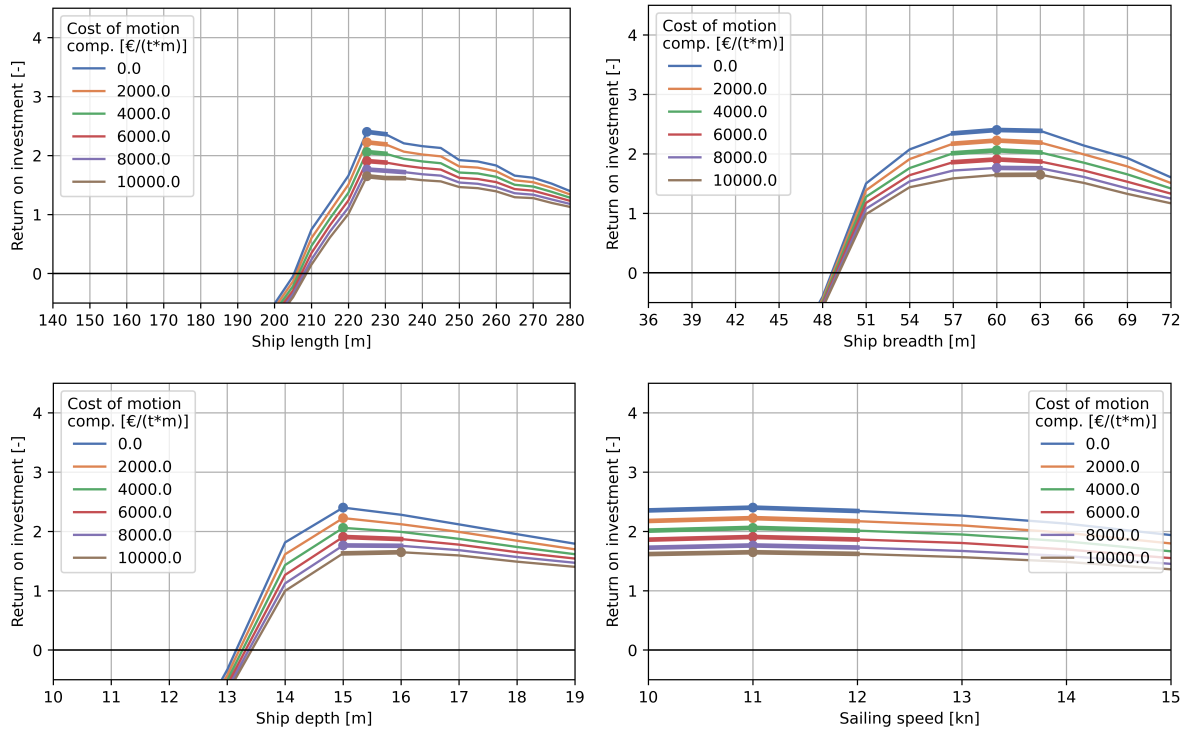 Cost of motion
comp. [€/(t*m)]
0.0
2000.0
4000.0
6000.0
8000.0
10000.0
Return on investment [-]
4
3
2
1
0
140 150 160 170 180 190 200 210 220 230 240 250 260 270 280
Ship length [m]
Cost of motion
comp. [€/(t*m)]
0.0
2000.0
4000.0
6000.0
8000.0
10000.0
Return on investment [-]
4
3
2
1
0
36 39 42 45 48 51 54 57 60 63 66 69 72
Ship breadth [m]
Cost of motion
comp. [€/(t*m)]
0.0
2000.0
4000.0
6000.0
8000.0
10000.0
Return on investment [-]
4
3
2
1
0
10 11 12 13 14 15 16 17 18 19
Ship depth [m]
Cost of motion
comp. [€/(t*m)]
0.0
2000.0
4000.0
6000.0
8000.0
10000.0
Return on investment [-]
4
3
2
1
0
10 11 12 13 14 15
Sailing speed [kn]